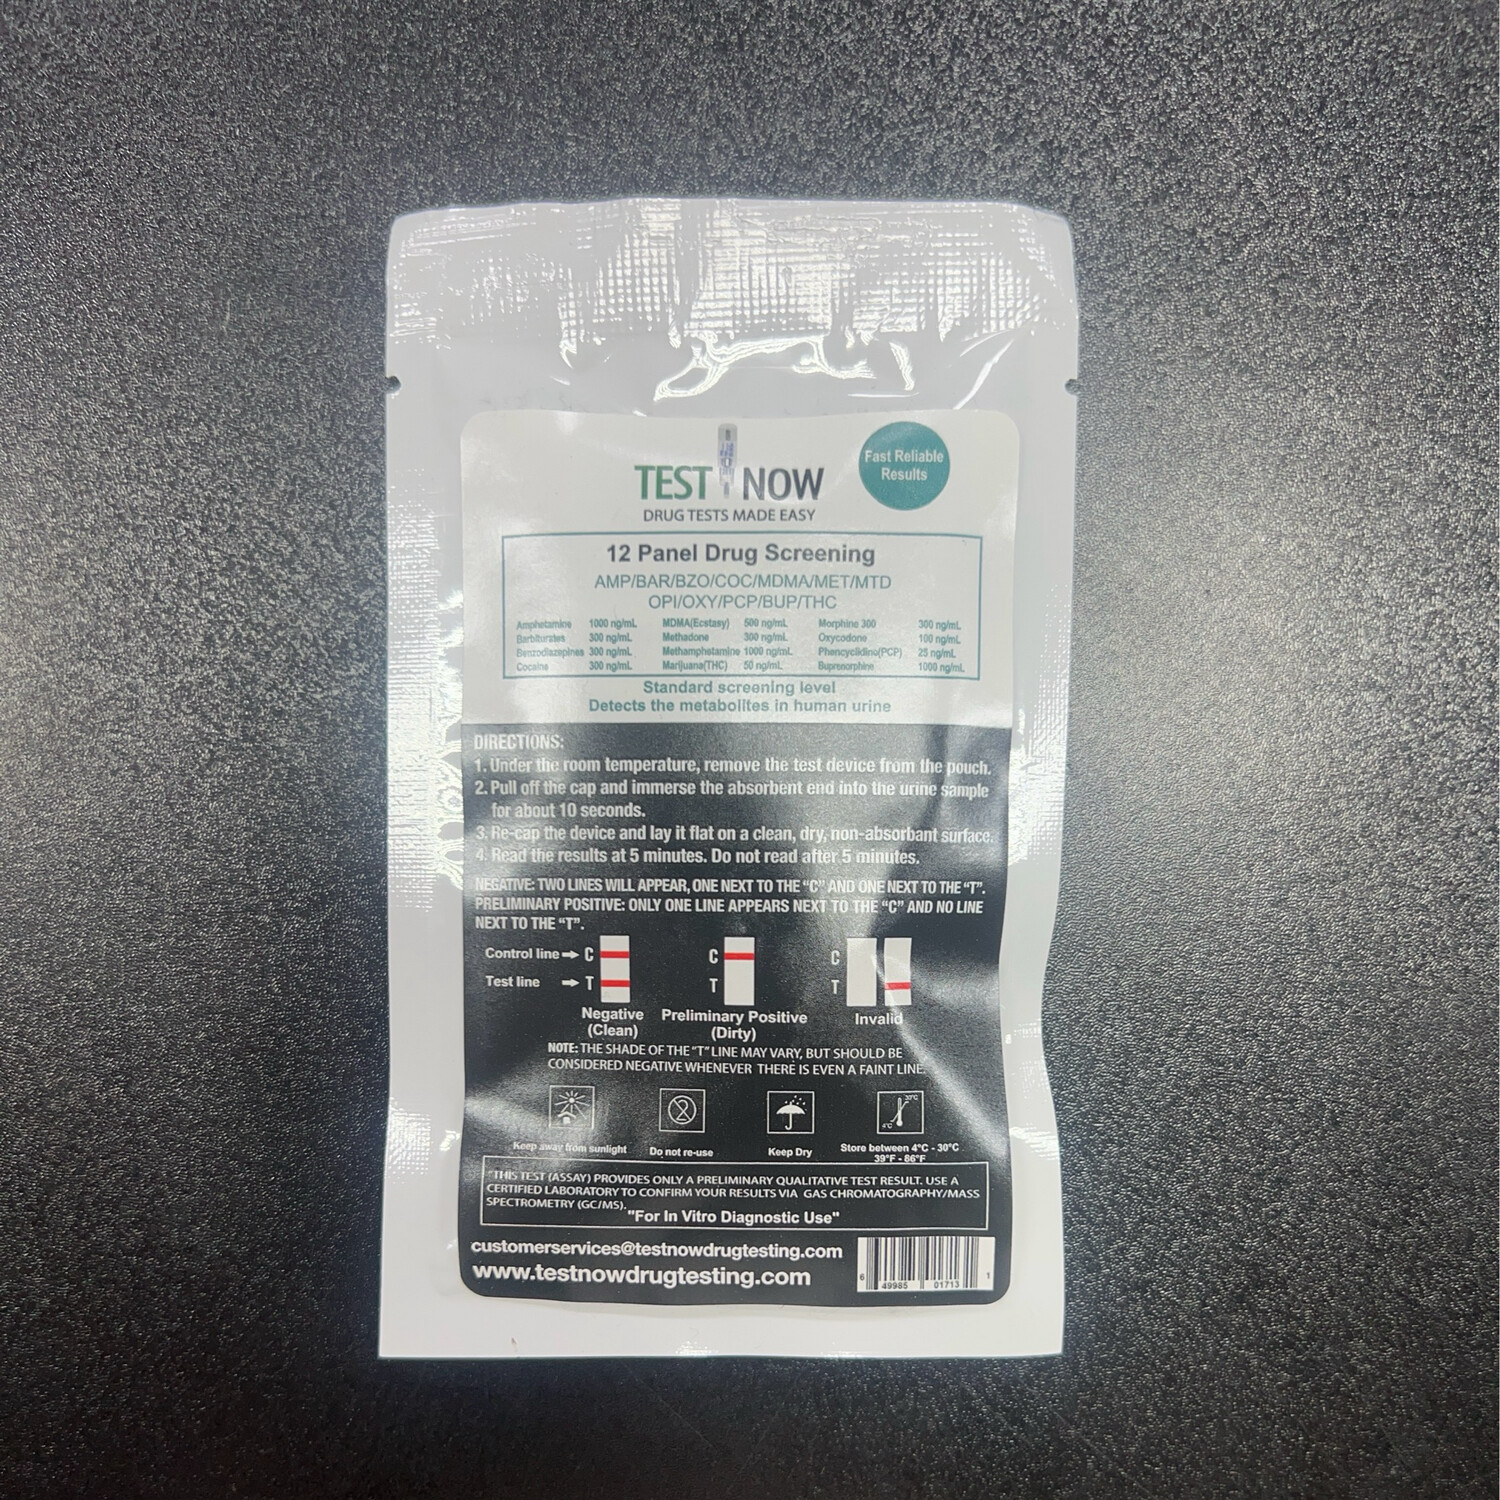 TEST NOW
DRUG TESTS MADE EASY
Fast Reliable
Results
12 Panel Drug Screening
AMP/BAR/BZO/COC/MDMA/MET/MTD
OPI/OXY/PCP/BUP/THC
Amphetamine 1000 ng/mL MDMA(Ecstasy) 500 ng/mL Morphine 300 300 ng/mL
Barbiturates 300 ng/mL Methadone 300 ng/mL Oxycodone 100 ng/mL
Benzodiazepines 300 ng/mL Methamphetamine 1000 ng/mL Phencyclidine(PCP) 25 ng/mL
Cocaine 300 ng/mL Marijuana(THC) 50 ng/mL Buprenorphine 1000 ng/mL
Standard screening level
Detects the metabolites in human urine
DIRECTIONS:
1. Under the room temperature, remove the test device from the pouch.
2. Pull off the cap and immerse the absorbent end into the urine sample
for about 10 seconds.
3. Re-cap the device and lay it flat on a clean, dry, non-absorbant surface.
4. Read the results at 5 minutes. Do not read after 5 minutes.
NEGATIVE: TWO LINES WILL APPEAR, ONE NEXT TO THE “C” AND ONE NEXT TO THE “T”.
PRELIMINARY POSITIVE: ONLY ONE LINE APPEARS NEXT TO THE “C” AND NO LINE
NEXT TO THE “T”.
Control line C C C
Test line T T T
Negative Preliminary Positive Invalid
(Clean) (Dirty)
NOTE: THE SHADE OF THE “T” LINE MAY VARY, BUT SHOULD BE
CONSIDERED NEGATIVE WHENEVER THERE IS EVEN A FAINT LINE.
30°C
4°C
Keep away from sunlight Do not re-use Keep Dry Store between 4°C - 30°C
39°F - 86°F
*THIS TEST (ASSAY) PROVIDES ONLY A PRELIMINARY QUALITATIVE TEST RESULT. USE A
CERTIFIED LABORATORY TO CONFIRM YOUR RESULTS VIA GAS CHROMATOGRAPHY/MASS
SPECTROMETRY (GC/MS).
"For In Vitro Diagnostic Use"
customerservices@testnowdrugtesting.com
www.testnowdrugtesting.com
6 49985 01713 1